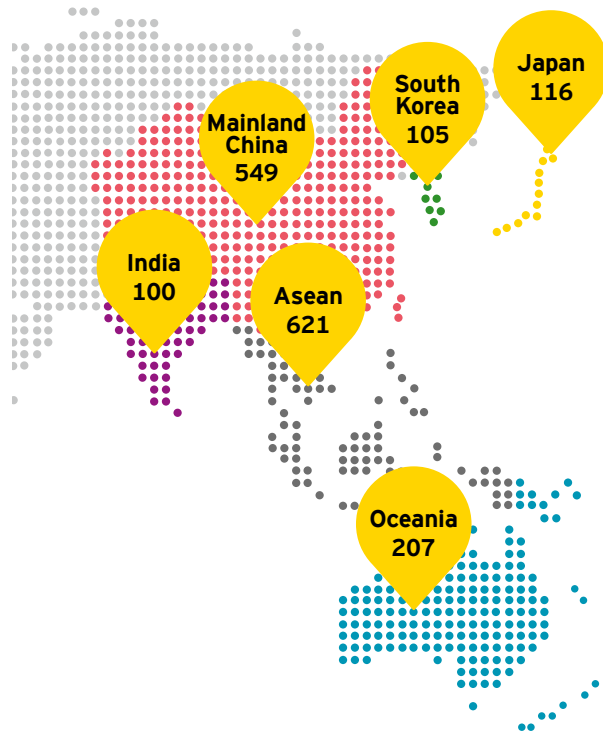 Japan
116
South
Korea
105
Mainland
China
549
India
100
Asean
621
Oceania
207